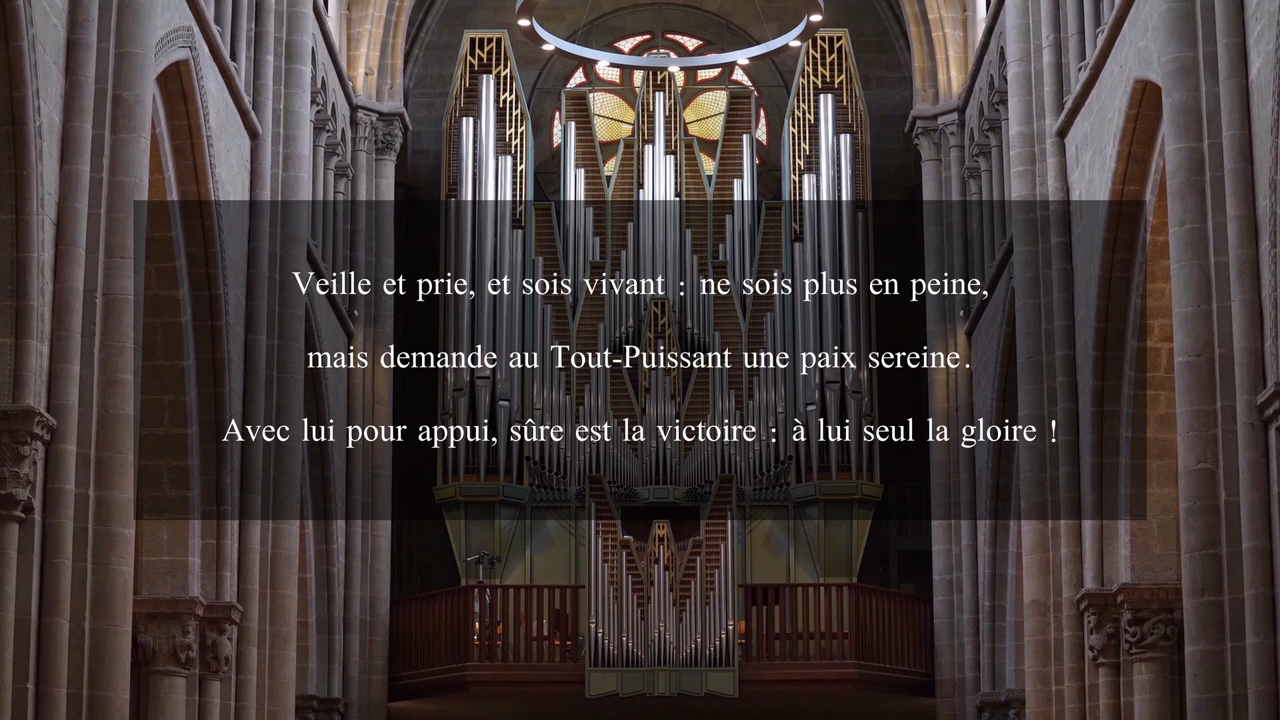 Veille et prie, et sois vivant : ne sois plus en peine,
mais demande au Tout-Puissant une paix sereine.
Avec lui pour appui, sûre est la victoire : à lui seul la gloire !